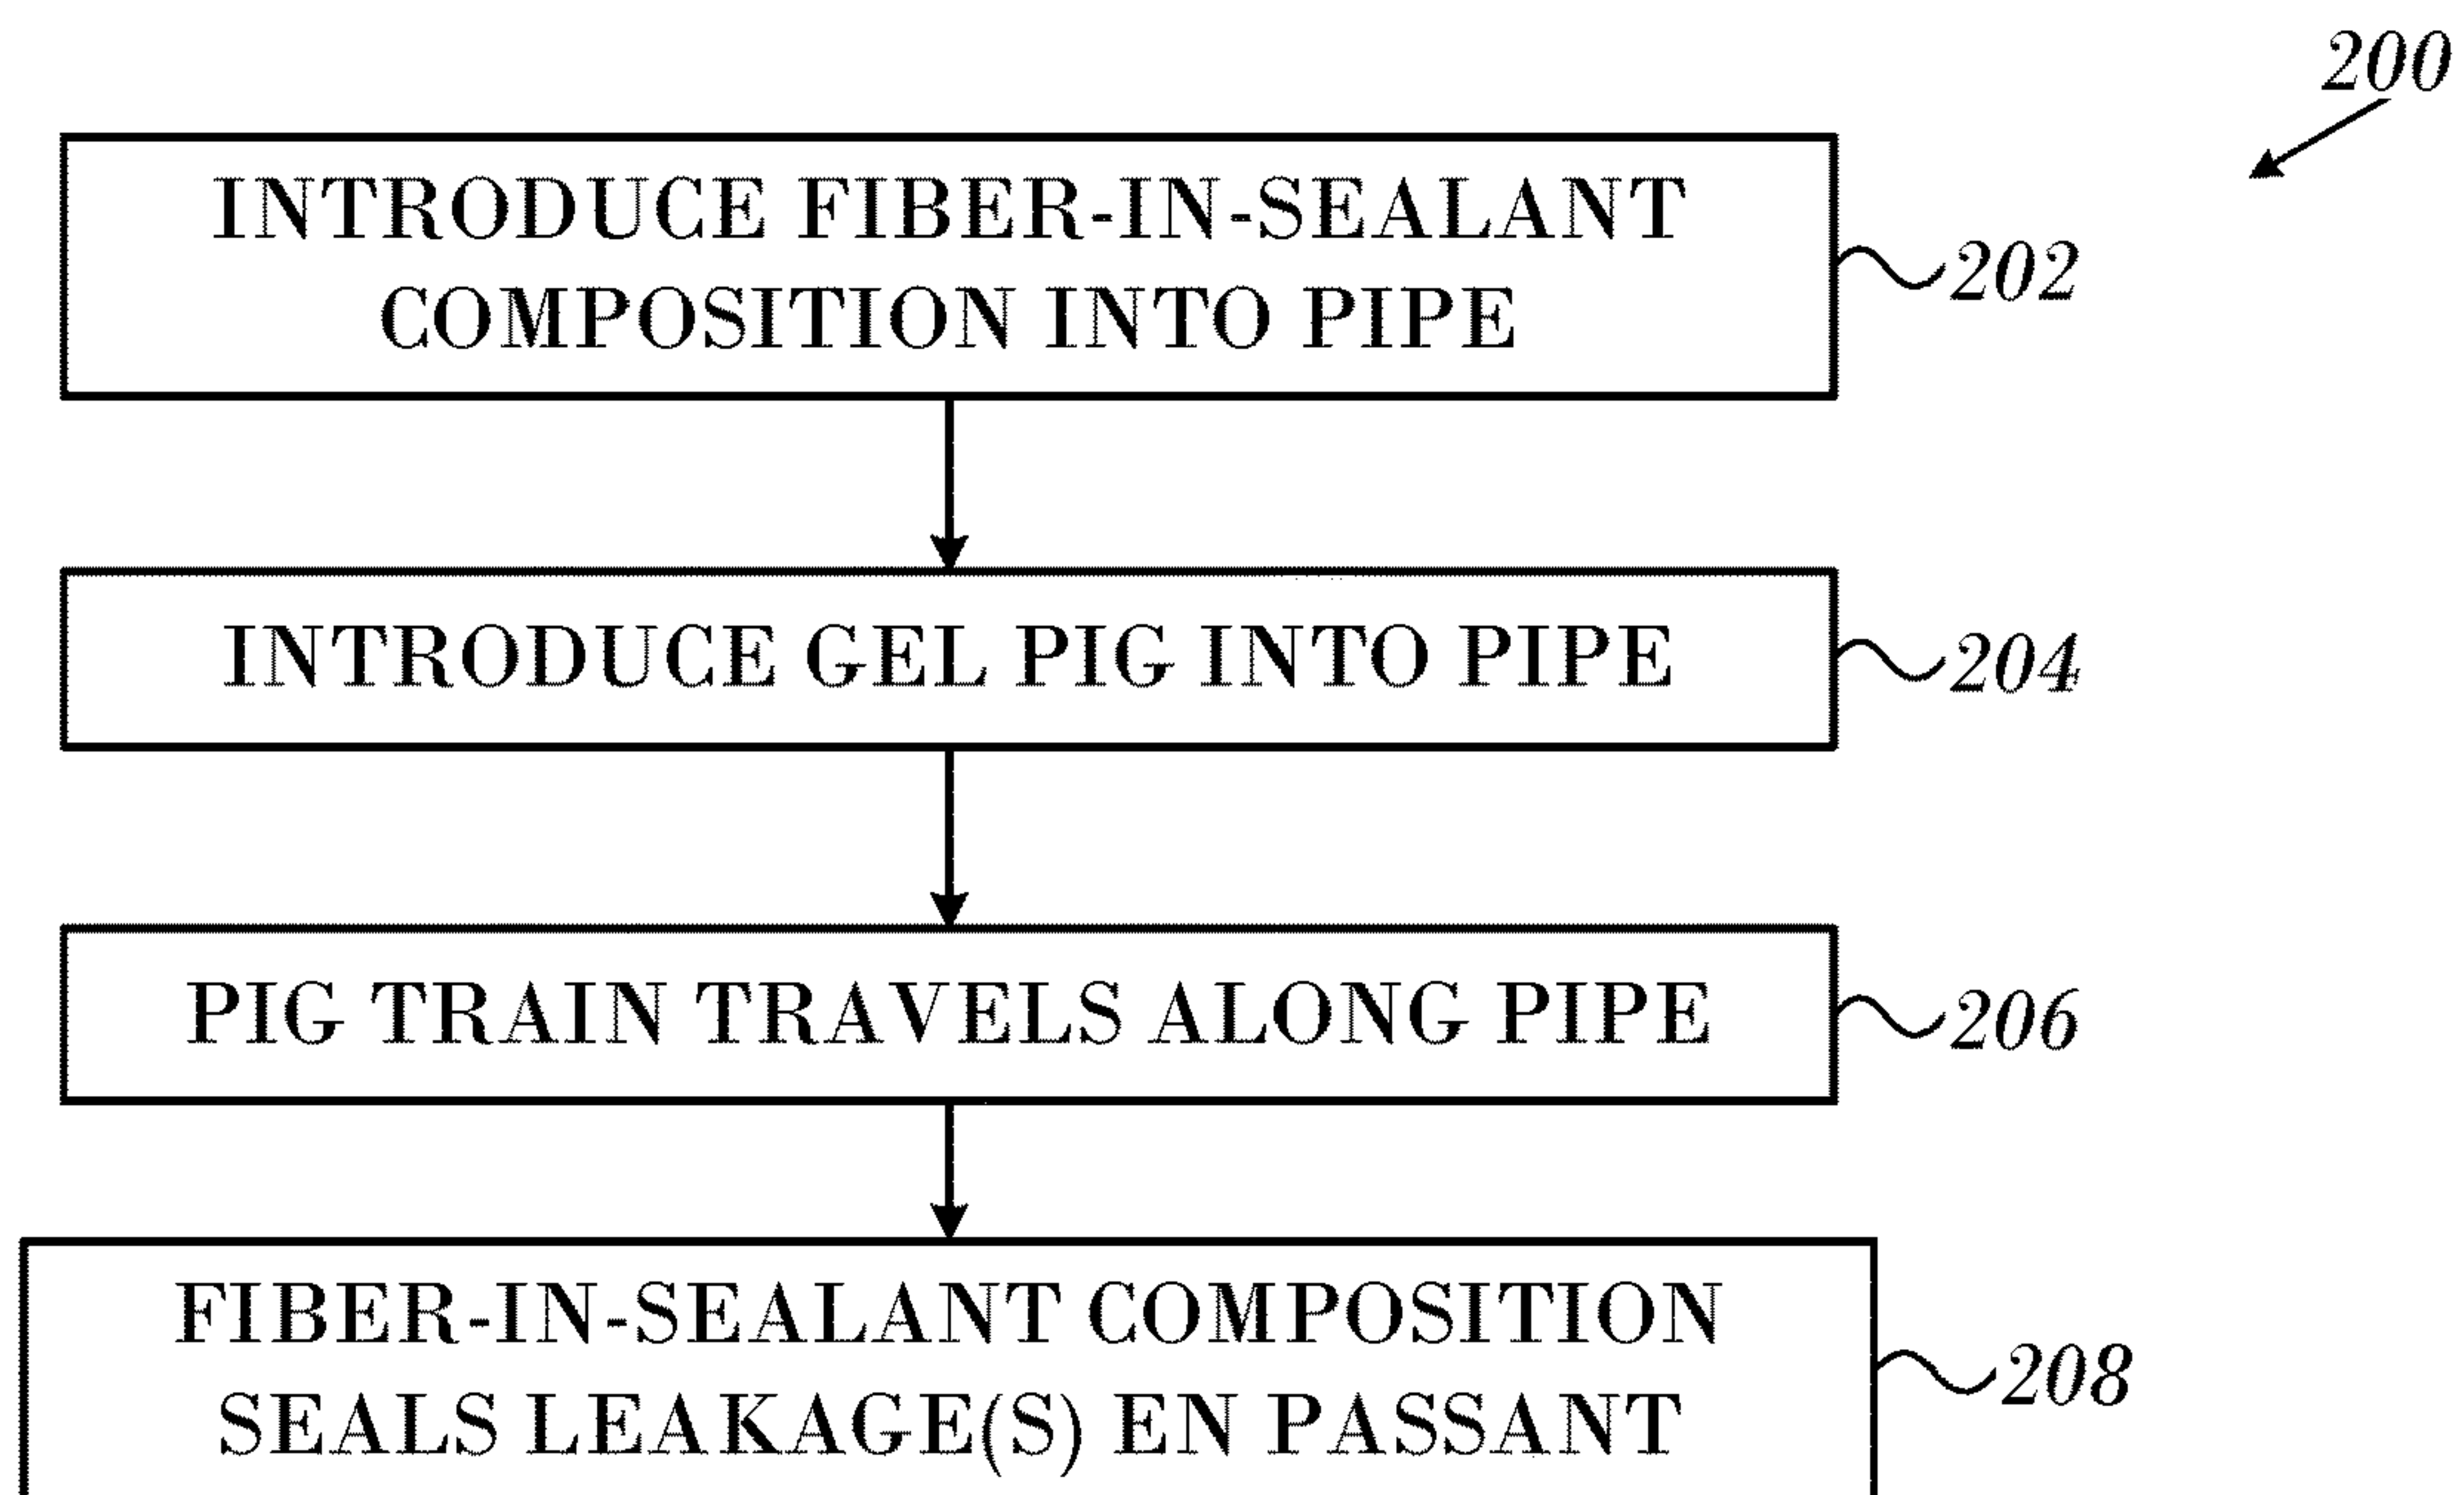 200
INTRODUCE FIBER-IN-SEALANT
COMPOSITION INTO PIPE
202
INTRODUCE GEL PIG INTO PIPE
204
PIG TRAIN TRAVELS ALONG PIPE
206
FIBER-IN-SEALANT COMPOSITION
SEALS LEAKAGE(S) EN PASSANT
208